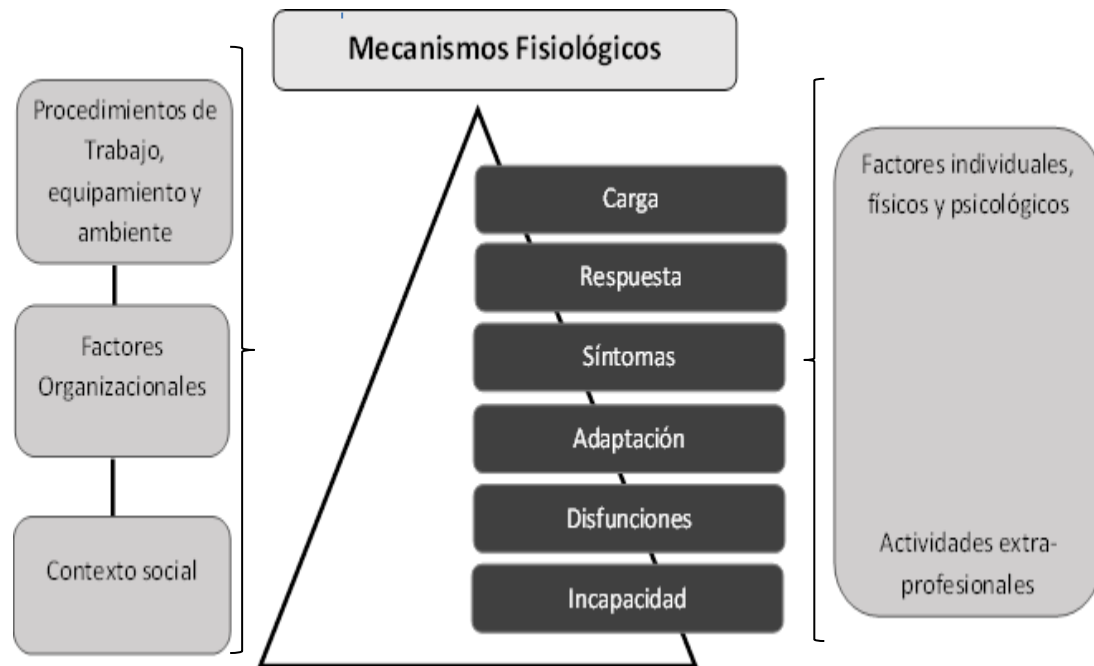 Mecanismos Fisiológicos
Procedimientos de
Trabajo,
equipamiento y
ambiente
Factores
Organizacionales
Contexto social
Carga
Respuesta
Síntomas
Adaptación
Disfunciones
Incapacidad
Factores individuales,
físicos y psicológicos
Actividades extra-
profesionales